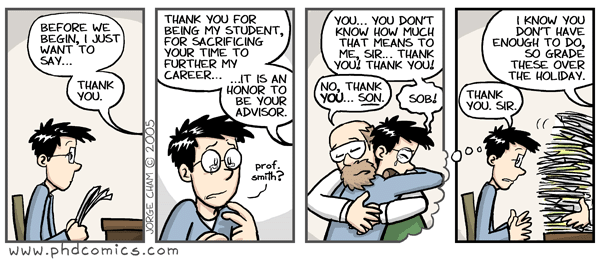 BEFORE WE
BEGIN, I JUST
WANT TO
SAY...
THANK
YOU.
JORGE CHAM © 2005
THANK YOU FOR
BEING MY STUDENT,
FOR SACRIFICING
YOUR TIME TO
FURTHER MY
CAREER...
...IT IS AN
HONOR TO
BE YOUR
ADVISOR.
prof.
smith?
YOU... YOU DON'T
KNOW HOW MUCH
THAT MEANS TO
ME, SIR... THANK
YOU! THANK YOU!
NO, THANK
YOU... SON.
SOB!
I KNOW YOU
DON'T HAVE
ENOUGH TO DO,
SO GRADE
THESE OVER
THE HOLIDAY.
THANK
YOU, SIR.
www.phdcomics.com